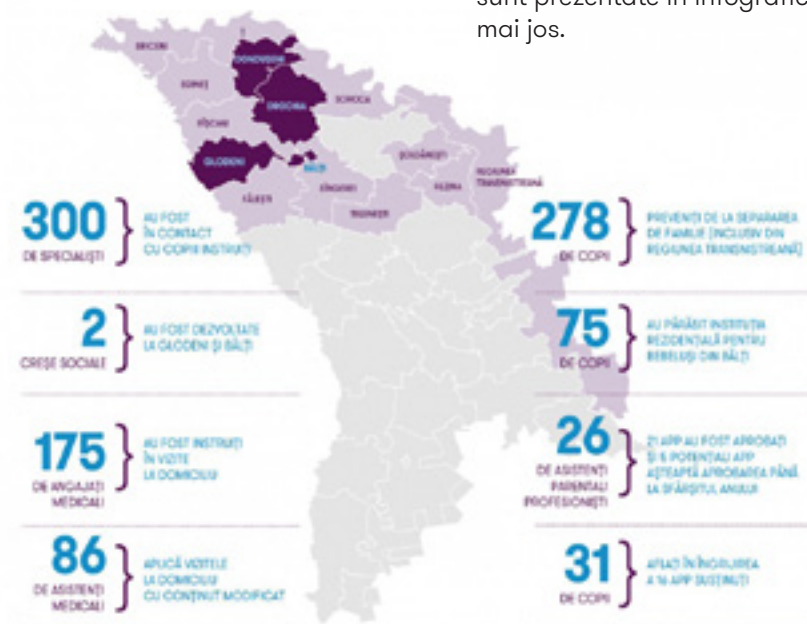 sunt prezentate în infografic
mai jos.
BRICENI
DONDUȘENI
EDINEȚ
DROCHIA
SOROCA
RÎȘCANI
GLODENI
BĂLȚI
ȘOLDĂNEȘTI
REGIUNEA
TRANSNISTREANĂ
SÎNGEREI
REZINA
FĂLEȘTI
TELENEȘTI
300
DE SPECIALIȘTI
AU FOST
ÎN CONTACT
CU COPIII INSTRUIȚI
2
CREȘE SOCIALE
AU FOST DEZVOLTATE
LA GLODENI ȘI BĂLȚI
175
DE ANGAJAȚI
MEDICALI
AU FOST INSTRUIȚI
ÎN VIZITE
LA DOMICILIU
86
DE ASISTENȚI
MEDICALI
APLICĂ VIZITELE
LA DOMICILIU
CU CONȚINUT MODIFICAT
278
DE COPII
PREVENIȚI DE LA SEPARAREA
DE FAMILIE (INCLUSIV DIN
REGIUNEA TRANSNISTREANĂ)
75
DE COPII
AU PĂRĂSIT INSTITUȚIA
REZIDENȚIALĂ PENTRU
BEBELUȘI DIN BĂLȚI
26
DE ASISTENȚI
PARENTALI
PROFESIONIȘTI
21 APP AU FOST APROBAȚI
ȘI 5 POTENȚIALI APP
AȘTEAPTĂ APROBAREA PÂNĂ
LA SFÂRȘITUL ANULUI
31
DE COPII
AFLAȚI ÎN ÎNGRIJIREA
A 16 APP SUSȚINUȚI